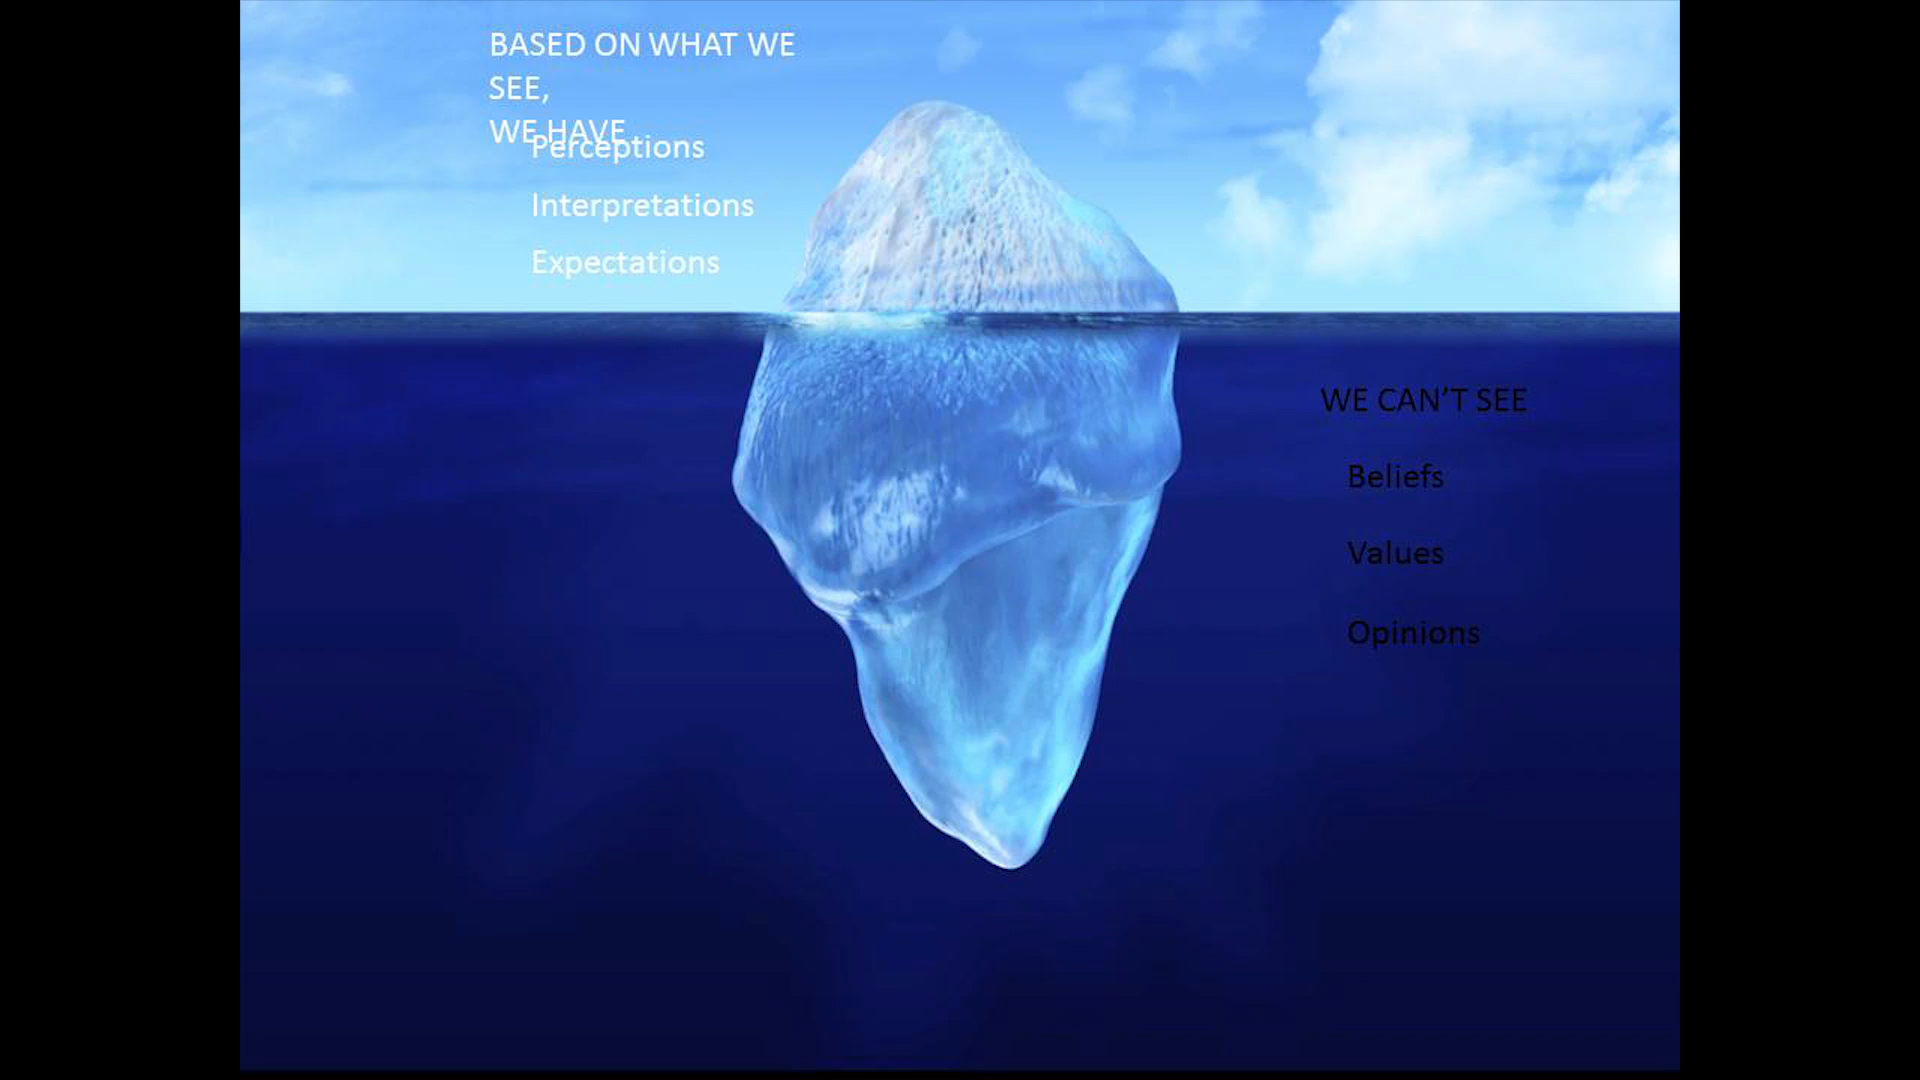 BASED ON WHAT WE
SEE,
WE HAVE
Perceptions
Interpretations
Expectations
WE CAN’T SEE
Beliefs
Values
Opinions